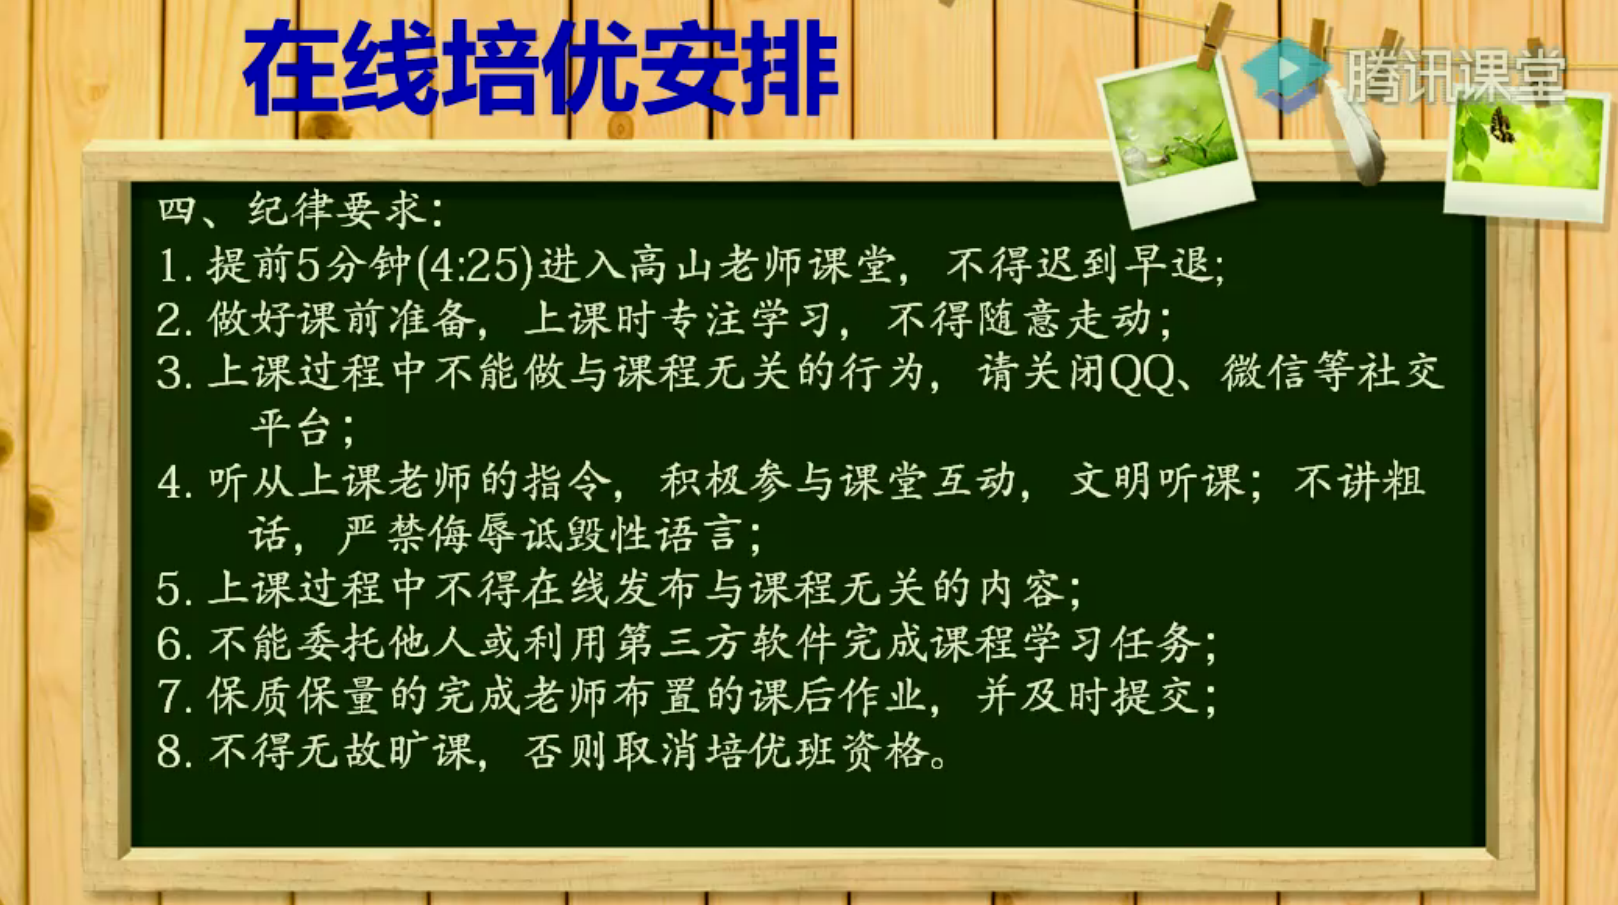 在线培优安排
腾讯课堂
四、纪律要求：
1. 提前5分钟(4:25)进入高山老师课堂，不得迟到早退;
2. 做好课前准备，上课时专注学习，不得随意走动；
3. 上课过程中不能做与课程无关的行为，请关闭QQ、微信等社交
平台；
4. 听从上课老师的指令，积极参与课堂互动，文明听课；不讲粗
话，严禁侮辱诋毁性语言；
5. 上课过程中不得在线发布与课程无关的内容；
6. 不能委托他人或利用第三方软件完成课程学习任务；
7. 保质保量的完成老师布置的课后作业，并及时提交；
8. 不得无故旷课，否则取消培优班资格。